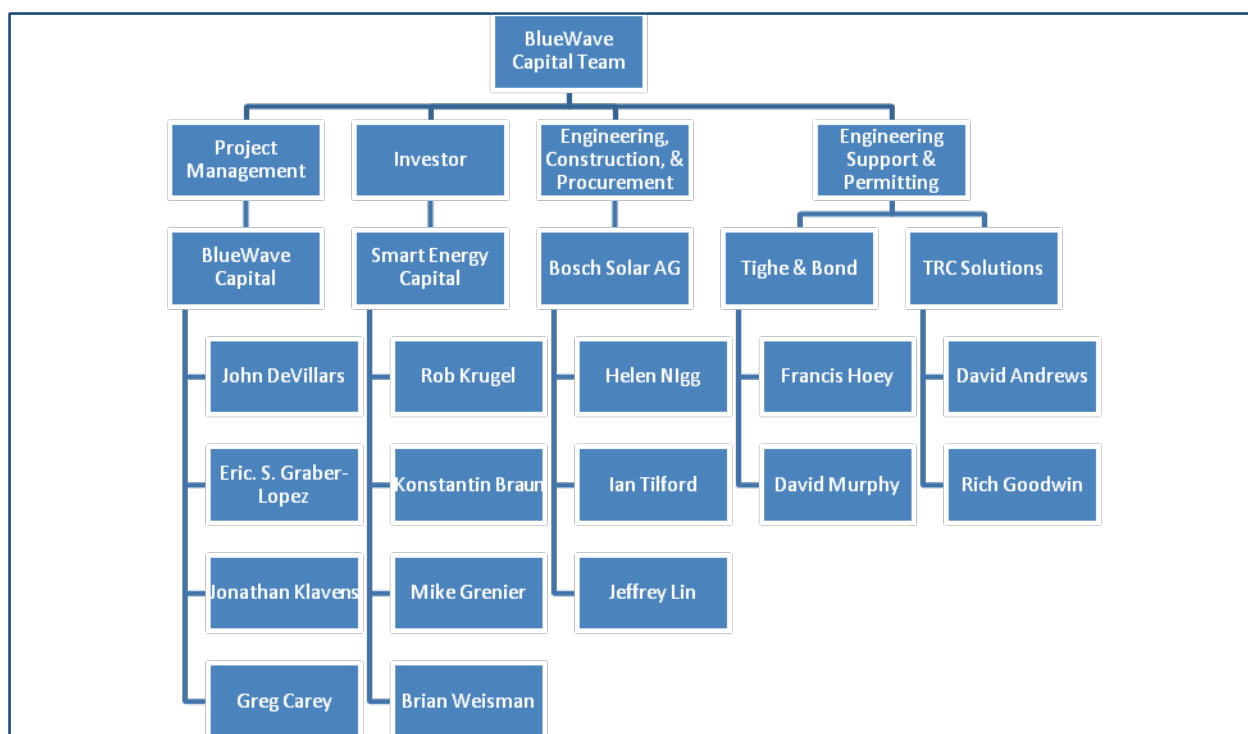 BlueWave
Capital Team
Project
Management
Investor
Engineering,
Construction, &
Procurement
Engineering
Support &
Permitting
BlueWave
Capital
Smart Energy
Capital
Bosch Solar AG
Tighe & Bond
TRC Solutions
John DeVillars
Rob Krugel
Helen NIgg
Francis Hoey
David Andrews
Eric. S. Graber-
Lopez
Konstantin Braun
Ian Tilford
David Murphy
Rich Goodwin
Jonathan Klavens
Mike Grenier
Jeffrey Lin
Greg Carey
Brian Weisman